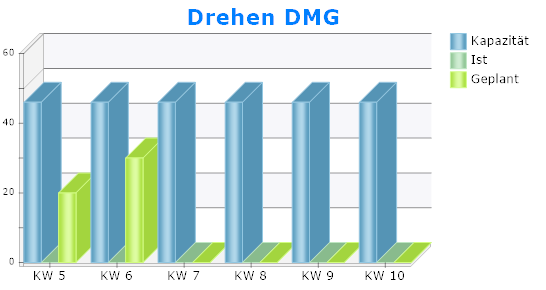 Drehen DMG
Kapazität
Ist
Geplant
60
40
20
0
KW 5 KW 6 KW 7 KW 8 KW 9 KW 10